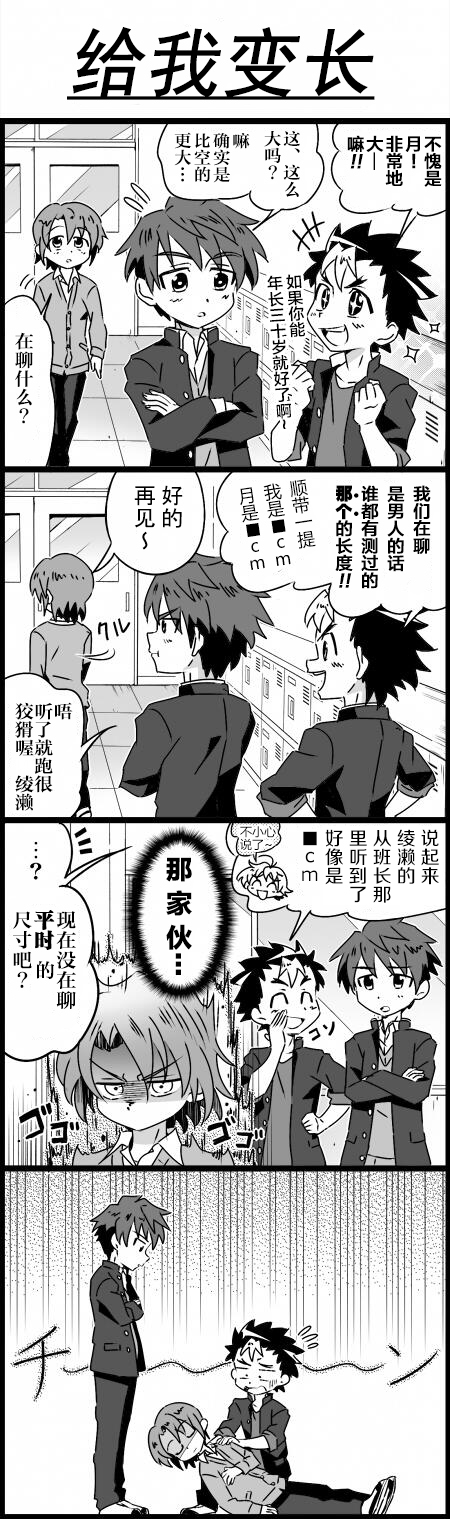 给我变长
不愧是
月！
非常地
大—
嘛!!
这、这么
大吗？
嘛
确实是
比空的
更大…
如果你能
年长三十岁就好了啊~
在聊什么？
我们在聊
是男人的话
谁都有测过的
那个的长度!!
顺带一提
我是■cm
月是■cm
好的
再见～
クル
唔
听了就跑很
狡猾喔 绫濑
说起来
绫濑的
从班长那
里听到了
好像是
■cm
不小心
说了~
コソ
那家伙…
…？
现在没在聊
平时的
尺寸吧？
ゴゴ
ゴゴ
チーン